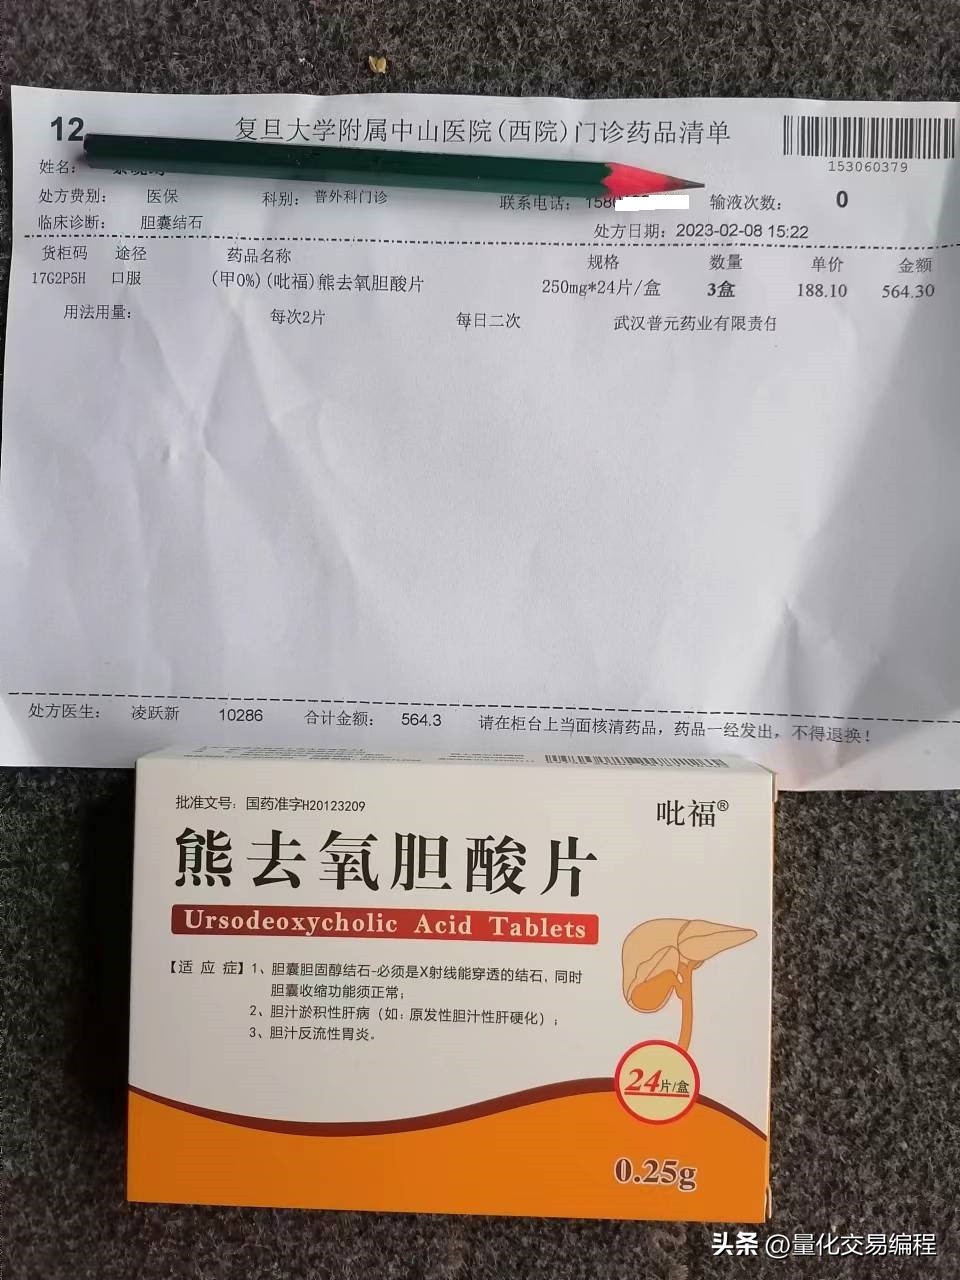 12
复旦大学附属中山医院(西院)门诊药品清单
153060379
姓名:
处方费别: 医保 科别: 普外科门诊 联系电话: 158 输液次数: 0
临床诊断: 胆囊结石 处方日期: 2023-02-08 15:22
货柜码 途径 药品名称 规格 数量 单价 金额
17G2P5H 口服 (甲0%)(吡福)熊去氧胆酸片 250mg*24片/盒 3盒 188.10 564.30
用法用量: 每次2片 每日二次 武汉普元药业有限责任
处方医生: 凌跃新 10286 合计金额: 564.3 请在柜台上当面核清药品，药品一经发出，不得退换！
批准文号: 国药准字H20123209
吡福®
熊去氧胆酸片
Ursodeoxycholic Acid Tablets
【适应症】1、胆囊胆固醇结石-必须是X射线能穿透的结石，同时
胆囊收缩功能须正常；
2、胆汁淤积性肝病（如：原发性胆汁性肝硬化）；
3、胆汁反流性胃炎。
24片/盒
0.25g
头条 @量化交易编程